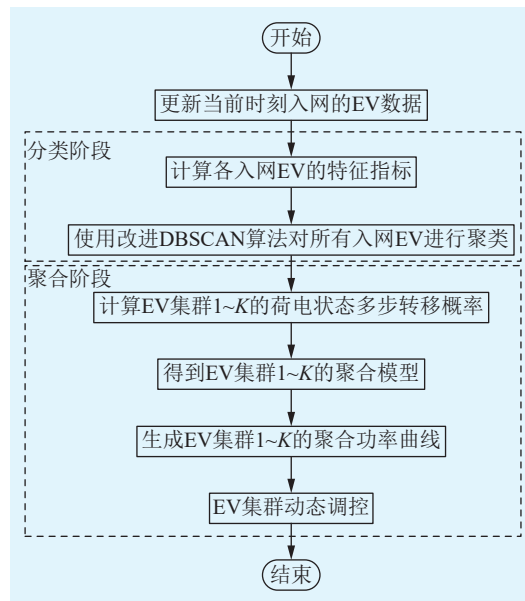 开始
更新当前时刻入网的EV数据
分类阶段
计算各入网EV的特征指标
使用改进DBSCAN算法对所有入网EV进行聚类
聚合阶段
计算EV集群1~K的荷电状态多步转移概率
得到EV集群1~K的聚合模型
生成EV集群1~K的聚合功率曲线
EV集群动态调控
结束